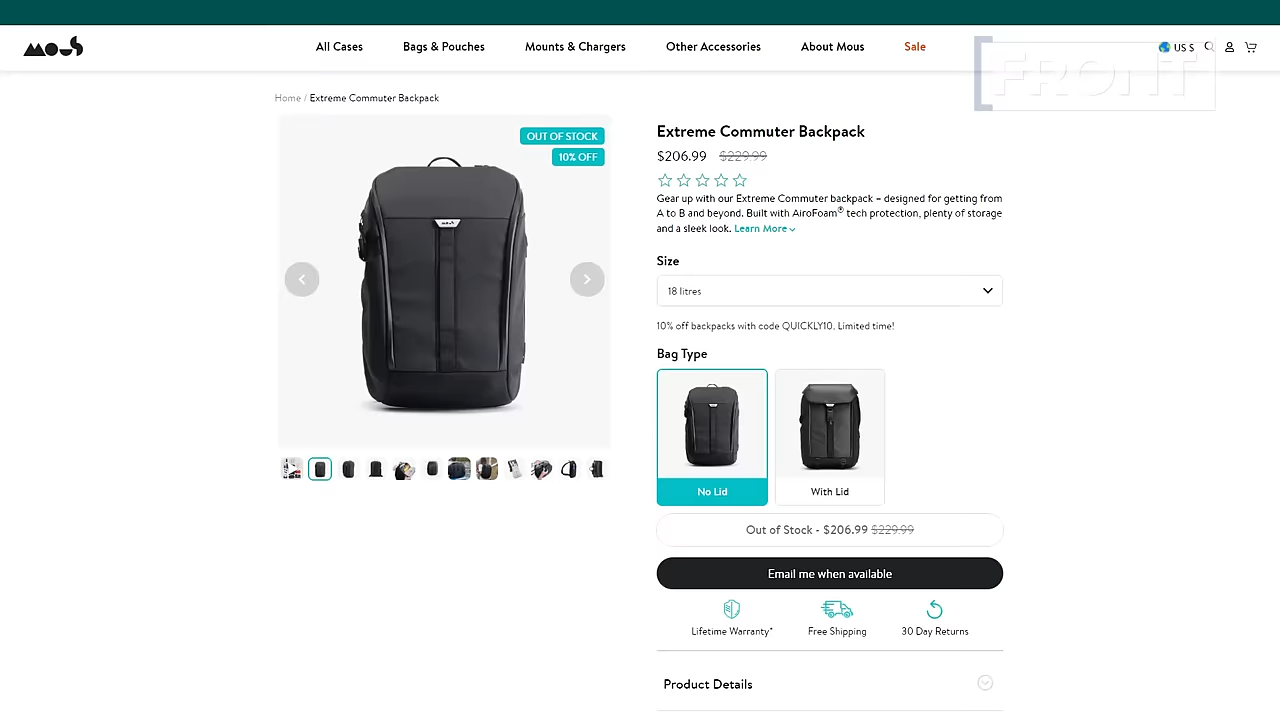 MOUS
All Cases
Bags & Pouches
Mounts & Chargers
Other Accessories
About Mous
Sale
US $
FRONT
Home / Extreme Commuter Backpack
OUT OF STOCK
10% OFF
Extreme Commuter Backpack
$206.99 $229.99
Gear up with our Extreme Commuter backpack – designed for getting from
A to B and beyond. Built with AiroFoam® tech protection, plenty of storage
and a sleek look. Learn More
Size
18 litres
10% off backpacks with code QUICKLY10. Limited time!
Bag Type
No Lid
With Lid
Out of Stock - $206.99 $229.99
Email me when available
Lifetime Warranty*
Free Shipping
30 Day Returns
Product Details